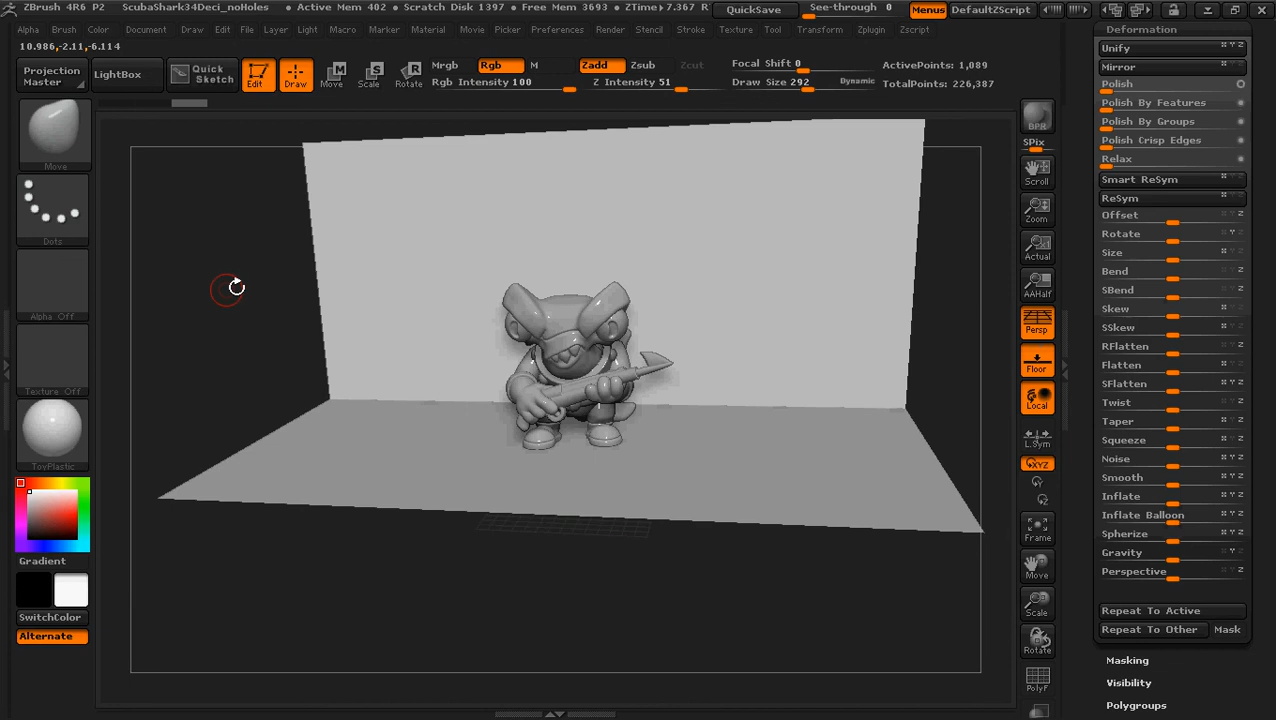 ZBRUSH 4R6 P2 ScubaShark34Deci_noHoles • Active Mem 402 • Scratch Disk 1397 • Free Mem 3693 • ZTime▸7.367 R QuickSave See-through 0 Menus DefaultZScript
Alpha Brush Color Document Draw Edit File Layer Light Macro Marker Material Movie Picker Preferences Render Stencil Stroke Texture Tool Transform Zplugin Zscript
10.986,-2.11,-6.114
Projection Master
LightBox
Quick Sketch
Edit
Draw
Move
Scale
Rotate
Mrgb Rgb M
Rgb Intensity 100
Zadd Zsub Zcut
Z Intensity 51
Focal Shift 0
Draw Size 292 Dynamic
ActivePoints: 1,089
TotalPoints: 226,387
Move
Dots
Alpha Off
Texture Off
ToyPlastic
Gradient
SwitchColor
Alternate
BPR
SPix
Scroll
Zoom
Actual
AAHalf
Persp
Floor
Local
L.Sym
XYZ
Y
Z
Frame
Move
Scale
Rotate
PolyF
Deformation
Unify
Mirror
Polish
Polish By Features
Polish By Groups
Polish Crisp Edges
Relax
Smart ReSym
ReSym
Offset
Rotate
Size
Bend
SBend
Skew
SSkew
RFlatten
Flatten
SFlatten
Twist
Taper
Squeeze
Noise
Smooth
Inflate
Inflate Balloon
Spherize
Gravity
Perspective
Repeat To Active
Repeat To Other Mask
Masking
Visibility
Polygroups